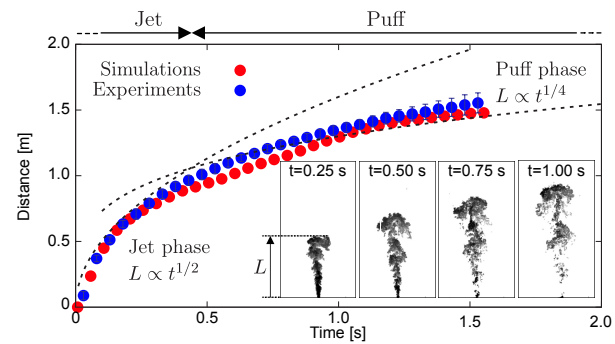 Jet Puff
2.0
1.5
1.0
0.5
0
Distance [m]
Simulations
Experiments
Puff phase
L ∝ t^{1/4}
Jet phase
L ∝ t^{1/2}
L
t=0.25 s t=0.50 s t=0.75 s t=1.00 s
0 0.5 1.0 1.5 2.0
Time [s]